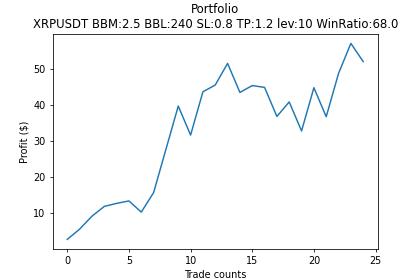 Portfolio
XRPUSDT BBM:2.5 BBL:240 SL:0.8 TP:1.2 lev:10 WinRatio:68.0
Profit ($)
50
40
30
20
10
0 5 10 15 20 25
Trade counts